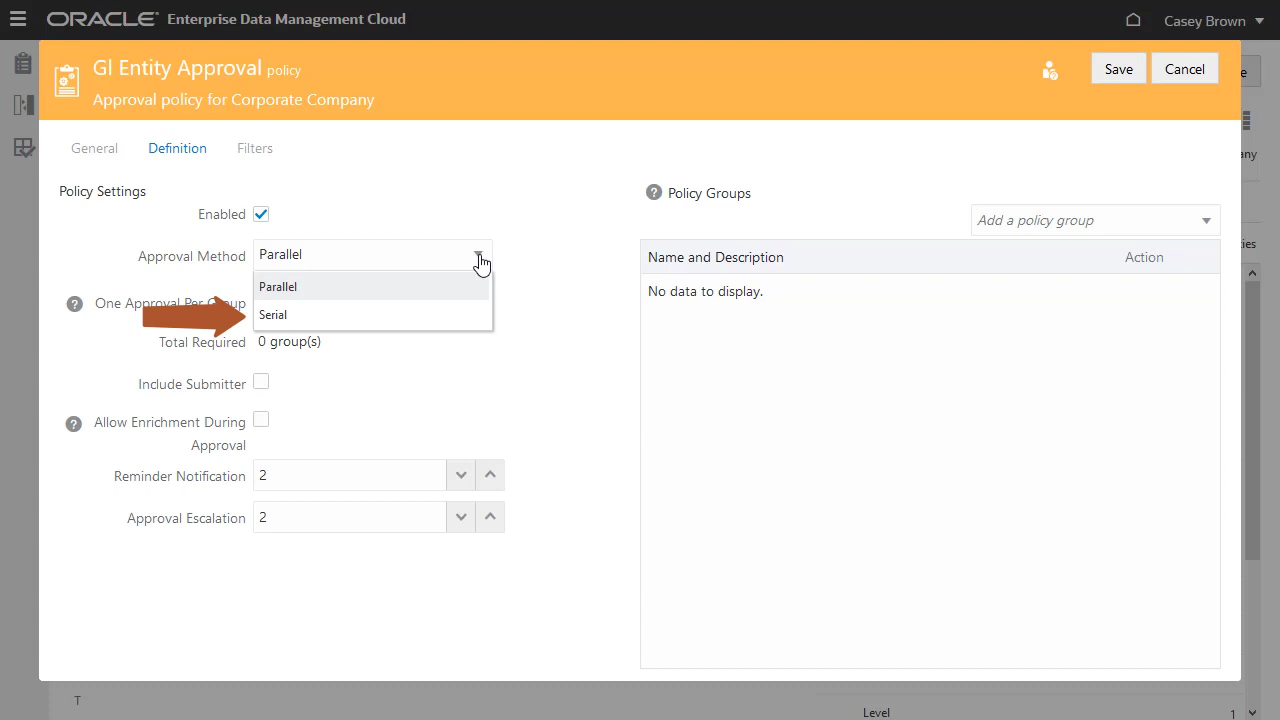 ORACLE® Enterprise Data Management Cloud
Casey Brown
Gl Entity Approval policy
Approval policy for Corporate Company
Save
Cancel
e
General
Definition
Filters
any
Policy Settings
? Policy Groups
Enabled
Add a policy group
Approval Method
Parallel
ies
Name and Description
Action
Parallel
No data to display.
? One Approval Per Group
Serial
Total Required
0 group(s)
Include Submitter
? Allow Enrichment During
Approval
Reminder Notification
2
Approval Escalation
2
T
Level
1